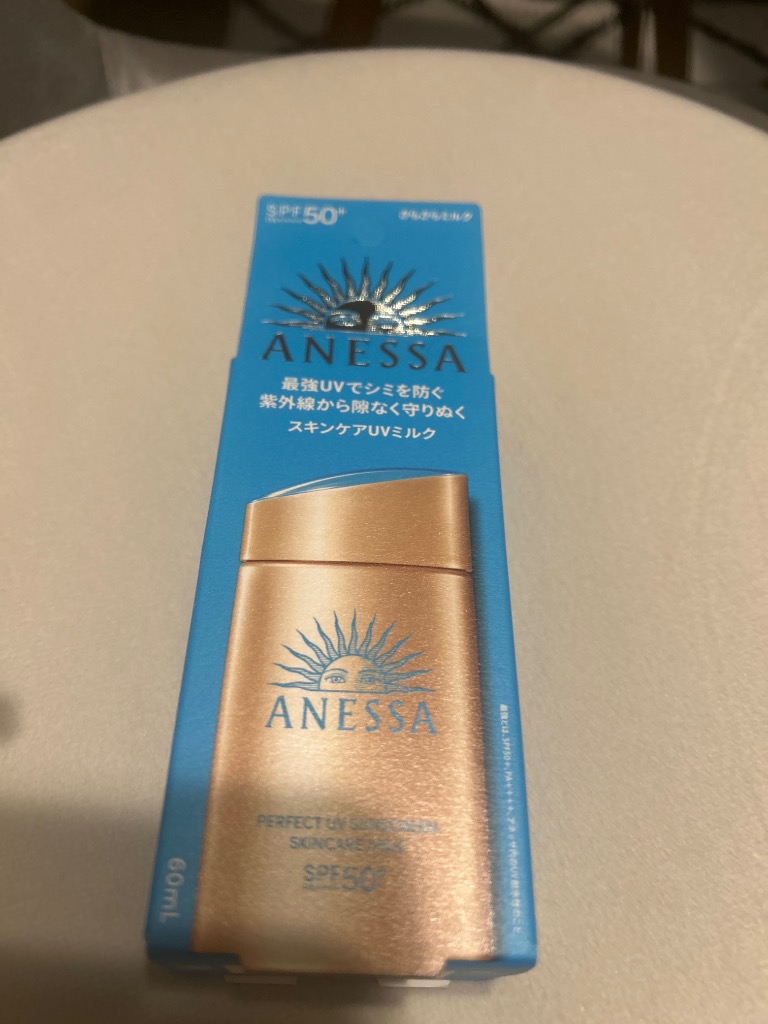 SPF50+
さらさらミルク
ANESSA
最強UVでシミを防ぐ
紫外線から隙なく守りぬく
スキンケアUVミルク
ANESSA
PERFECT UV SUNSCREEN
SKINCARE MILK
SPF50+
60mL